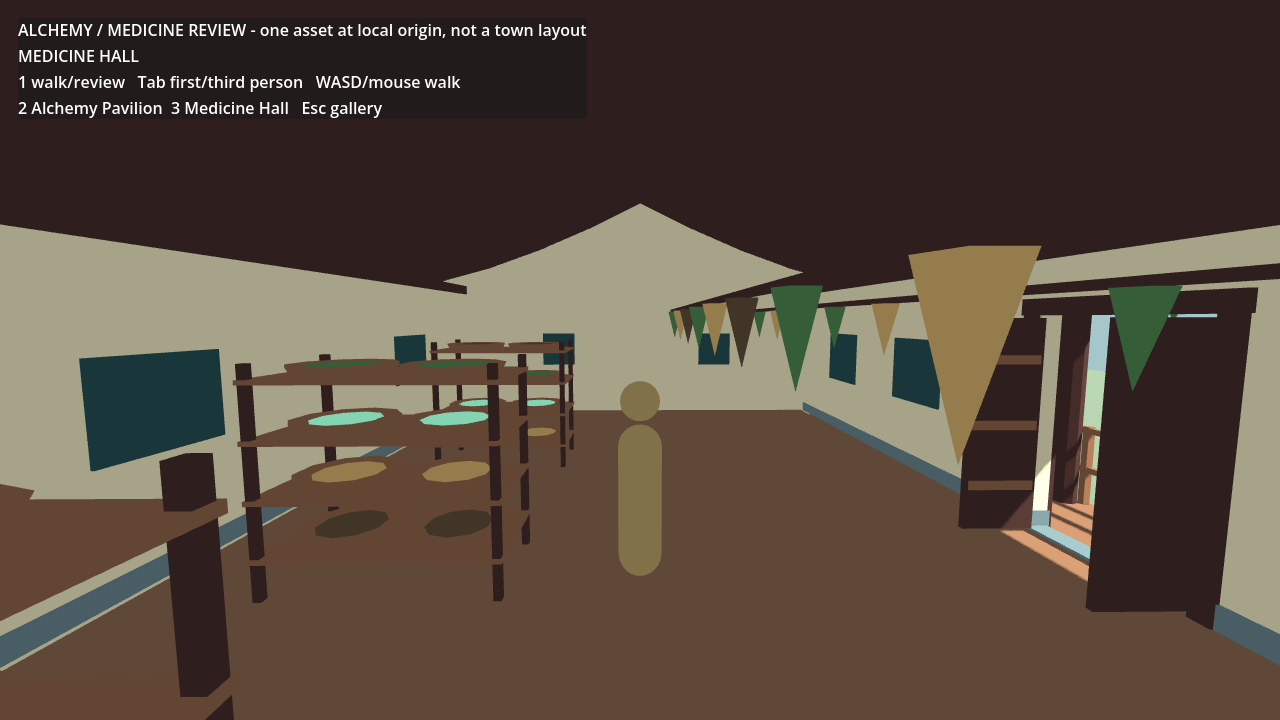 ALCHEMY / MEDICINE REVIEW - one asset at local origin, not a town layout
MEDICINE HALL
1 walk/review   Tab first/third person   WASD/mouse walk
2 Alchemy Pavilion  3 Medicine Hall   Esc gallery